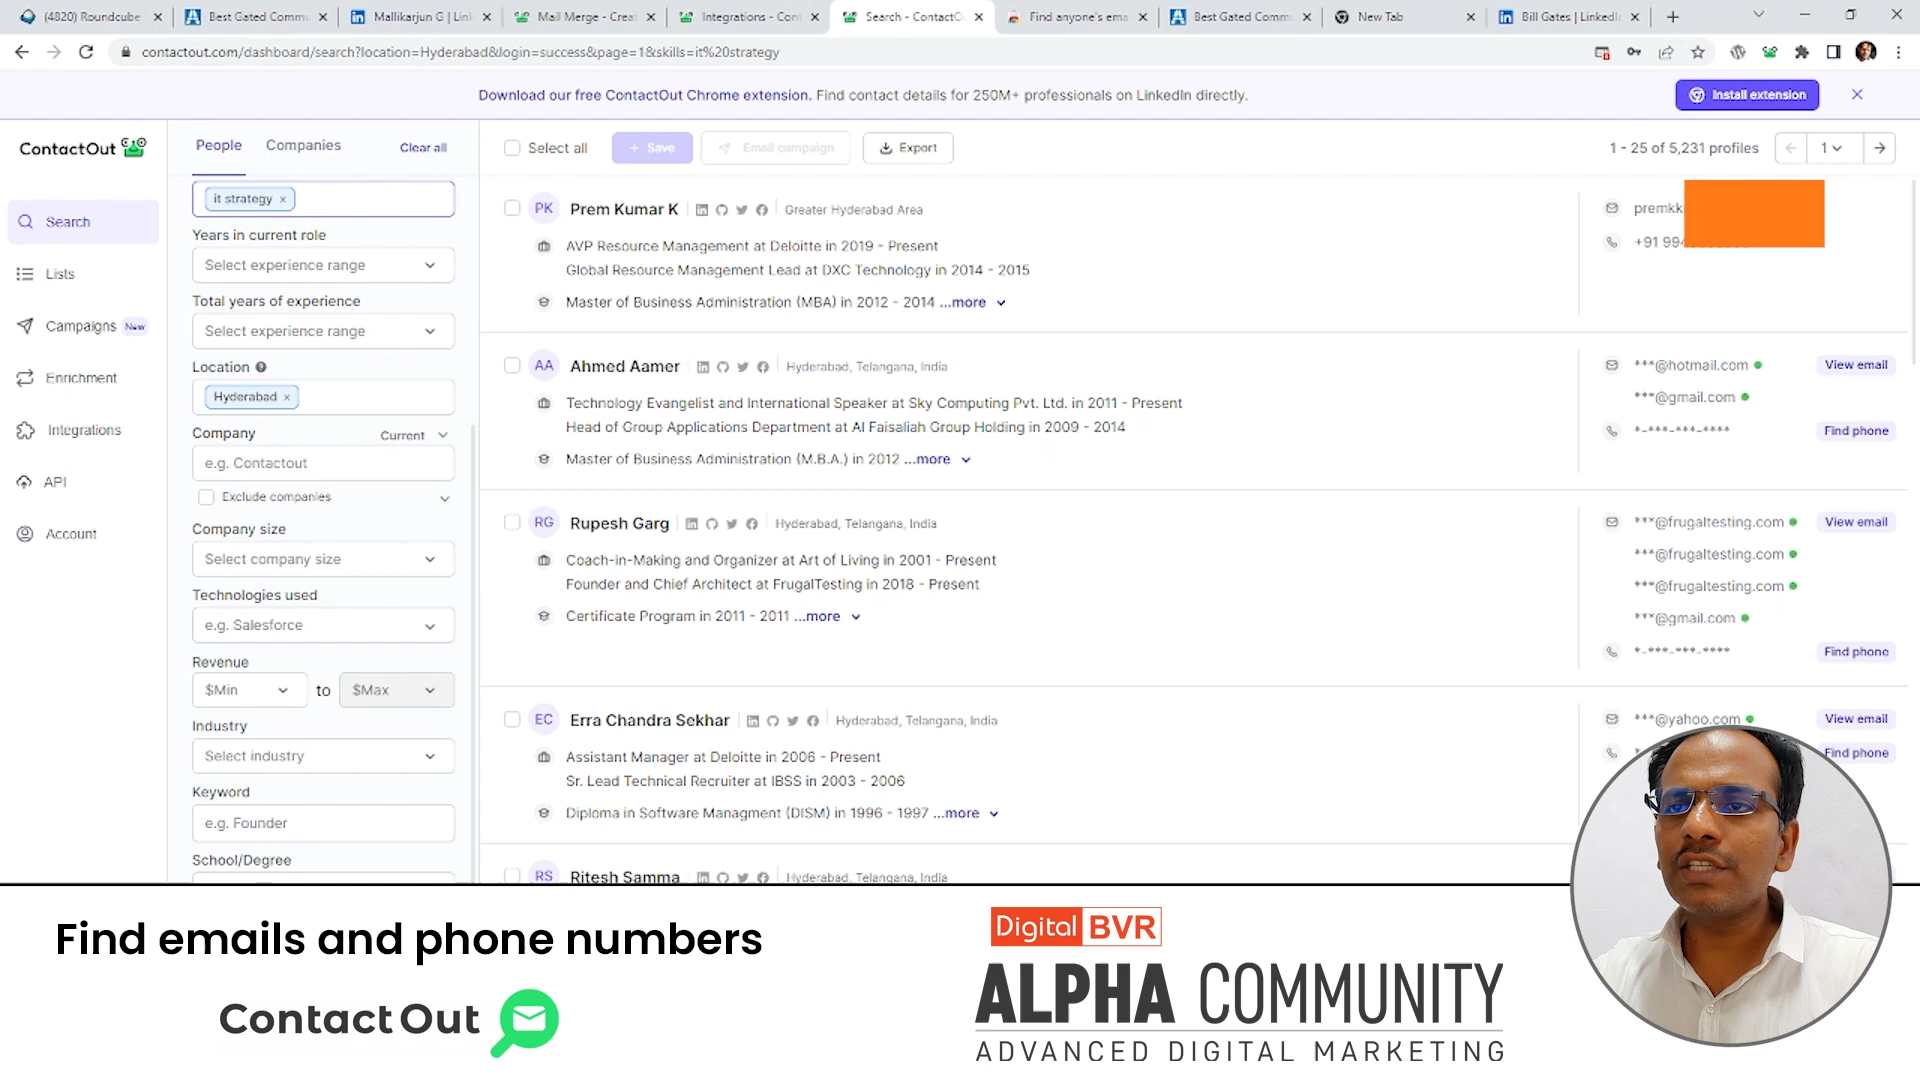 (4820) Roundcube
Best Gated Commu
Mallikarjun G | Link
Mail Merge - Creat
Integrations - Cont
Search - ContactO
Find anyone's ema
Best Gated Commu
New Tab
Bill Gates | LinkedIn
contactout.com/dashboard/search?location=Hyderabad&login=success&page=1&skills=it%20strategy
Download our free ContactOut Chrome extension. Find contact details for 250M+ professionals on LinkedIn directly.
Install extension
ContactOut
People
Companies
Clear all
Select all
+ Save
Email campaign
Export
1 - 25 of 5,231 profiles
1
Search
Lists
Campaigns New
Enrichment
Integrations
API
Account
it strategy ×
Years in current role
Select experience range
Total years of experience
Select experience range
Location
Hyderabad ×
Company
Current
e.g. Contactout
Exclude companies
Company size
Select company size
Technologies used
e.g. Salesforce
Revenue
$Min
to
$Max
Industry
Select industry
Keyword
e.g. Founder
School/Degree
PK Prem Kumar K Greater Hyderabad Area
AVP Resource Management at Deloitte in 2019 - Present
Global Resource Management Lead at DXC Technology in 2014 - 2015
Master of Business Administration (MBA) in 2012 - 2014 ...more
premkk
+91 994
AA Ahmed Aamer Hyderabad, Telangana, India
Technology Evangelist and International Speaker at Sky Computing Pvt. Ltd. in 2011 - Present
Head of Group Applications Department at Al Faisaliah Group Holding in 2009 - 2014
Master of Business Administration (M.B.A.) in 2012 ...more
***@hotmail.com
View email
***@gmail.com
*-***-***-****
Find phone
RG Rupesh Garg Hyderabad, Telangana, India
Coach-in-Making and Organizer at Art of Living in 2001 - Present
Founder and Chief Architect at FrugalTesting in 2018 - Present
Certificate Program in 2011 - 2011 ...more
***@frugaltesting.com
View email
***@frugaltesting.com
***@frugaltesting.com
***@gmail.com
*-***-***-****
Find phone
EC Erra Chandra Sekhar Hyderabad, Telangana, India
Assistant Manager at Deloitte in 2006 - Present
Sr. Lead Technical Recruiter at IBSS in 2003 - 2006
Diploma in Software Managment (DISM) in 1996 - 1997 ...more
***@yahoo.com
View email
Find phone
RS Ritesh Samma Hyderabad, Telangana, India
Find emails and phone numbers
ContactOut
Digital BVR
ALPHA COMMUNITY
ADVANCED DIGITAL MARKETING